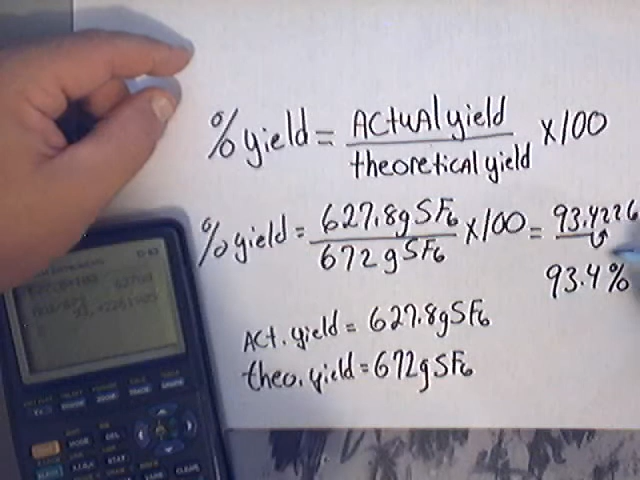 % yield = Actual yield / theoretical yield x100
% yield = 627.8g SF₆ / 672 g SF₆ x100 = 93.4226
93.4%
Act. yield = 627.8g SF₆
theo. yield = 672g SF₆